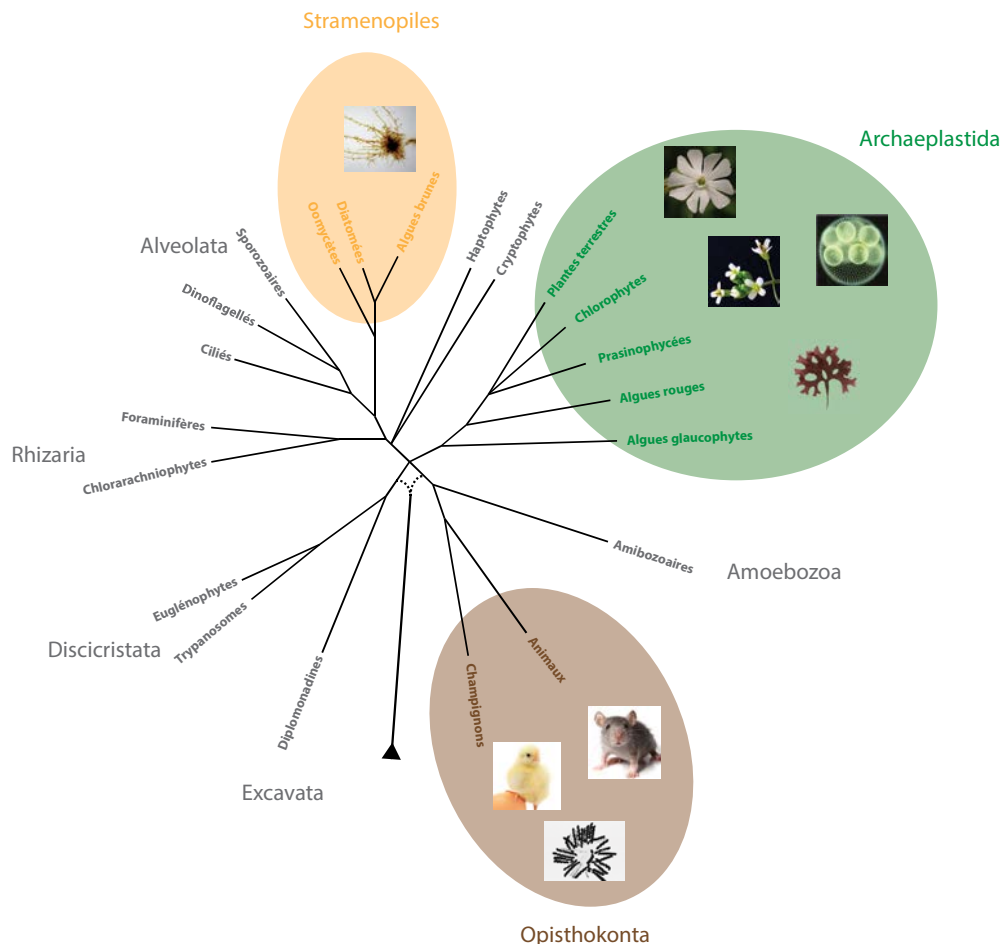 Stramenopiles
Archaeplastida
Oomycètes
Diatomées
Algues brunes
Haptophytes
Cryptophytes
Plantes terrestres
Chlorophytes
Prasinophycées
Algues rouges
Algues glaucophytes
Alveolata
Sporozoaires
Dinoflagellés
Ciliés
Foraminifères
Rhizaria
Chlorarachniophytes
Amibozoaires
Amoebozoa
Euglénophytes
Trypanosomes
Discicristata
Diplomonadines
Excavata
Champignons
Animaux
Opisthokonta